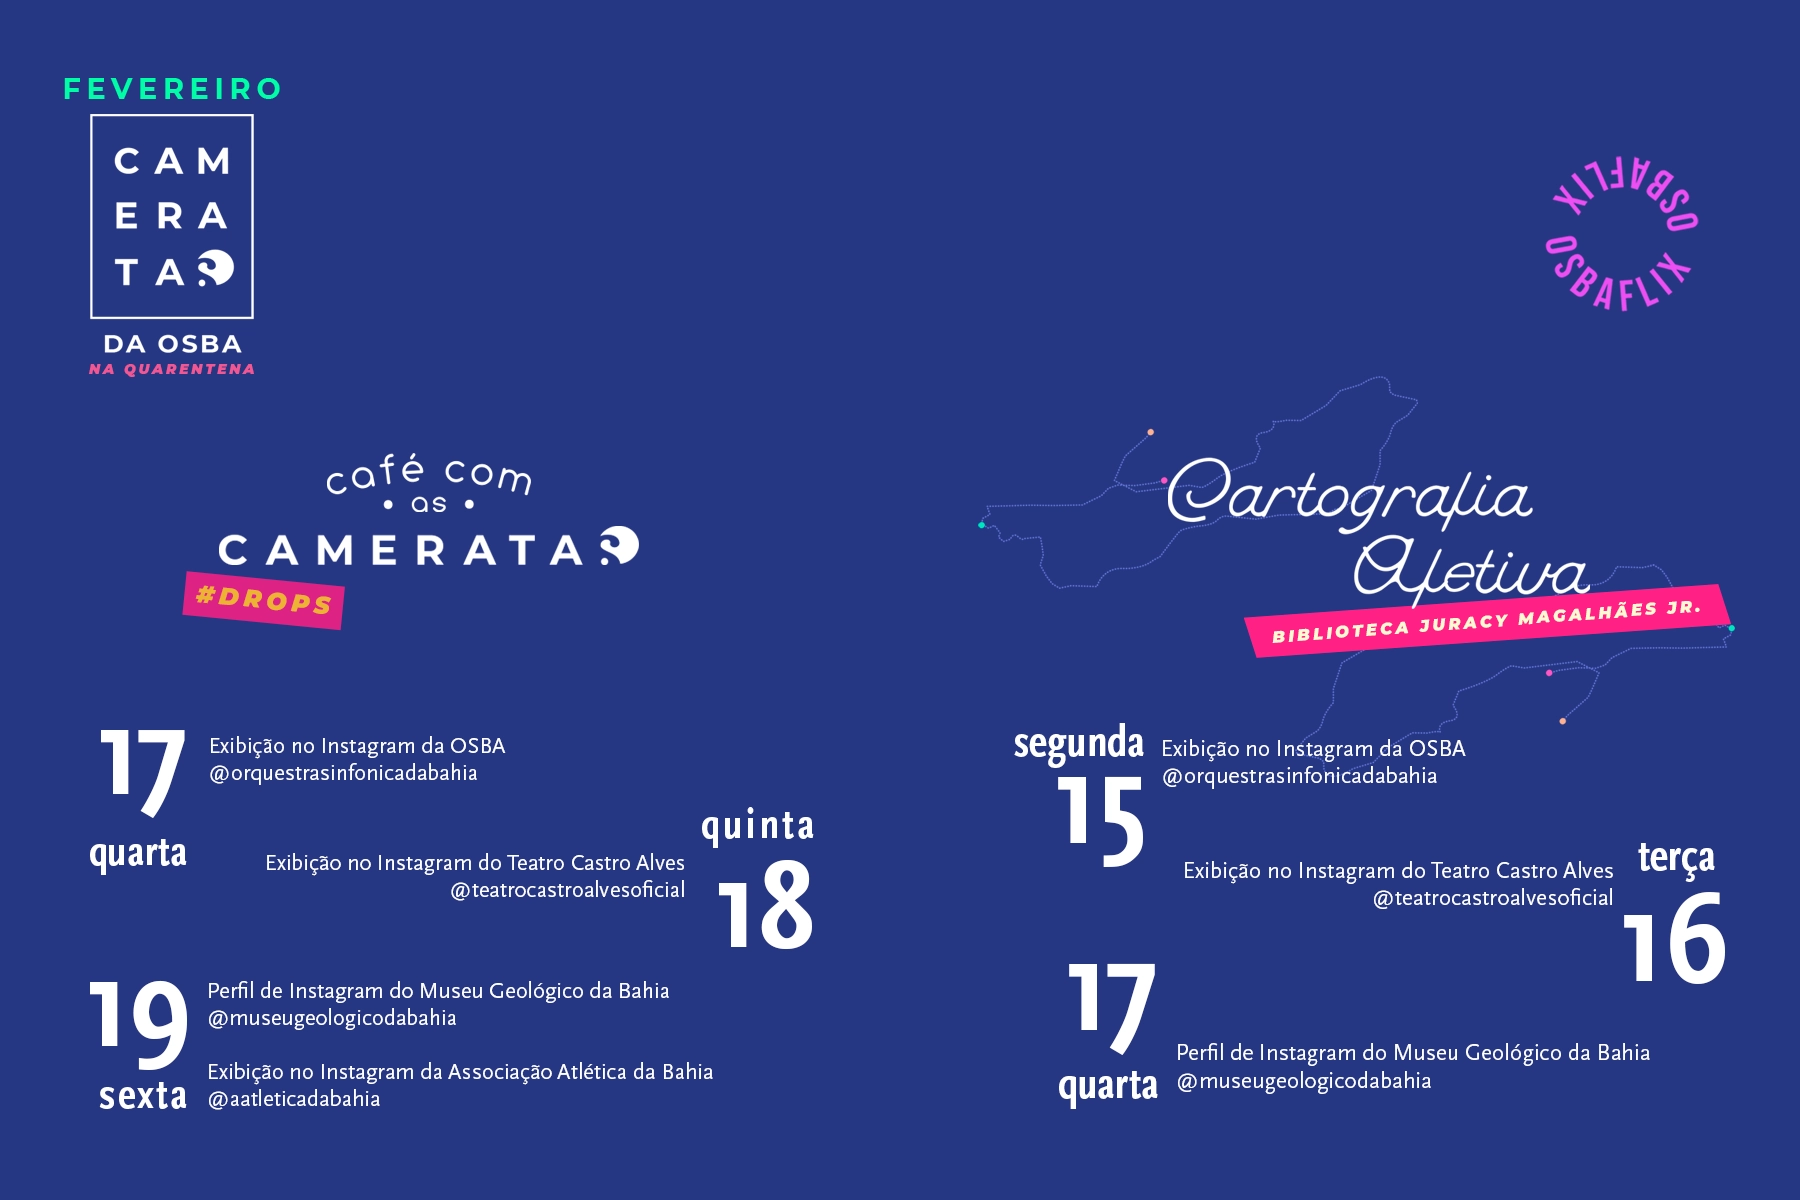 FEVEREIRO
CAM
ERA
TAS
DA OSBA
NA QUARENTENA
OSBAFLIX OSBAFLIX
café com
• as •
CAMERATAS
#DROPS
17
quarta
Exibição no Instagram da OSBA
@orquestrasinfonicadabahia
quinta
18
Exibição no Instagram do Teatro Castro Alves
@teatrocastroalvesoficial
19
sexta
Perfil de Instagram do Museu Geológico da Bahia
@museugeologicodabahia
Exibição no Instagram da Associação Atlética da Bahia
@aatleticadabahia
Cartografia
Afetiva
BIBLIOTECA JURACY MAGALHÃES JR.
segunda
15
Exibição no Instagram da OSBA
@orquestrasinfonicadabahia
terça
16
Exibição no Instagram do Teatro Castro Alves
@teatrocastroalvesoficial
17
quarta
Perfil de Instagram do Museu Geológico da Bahia
@museugeologicodabahia